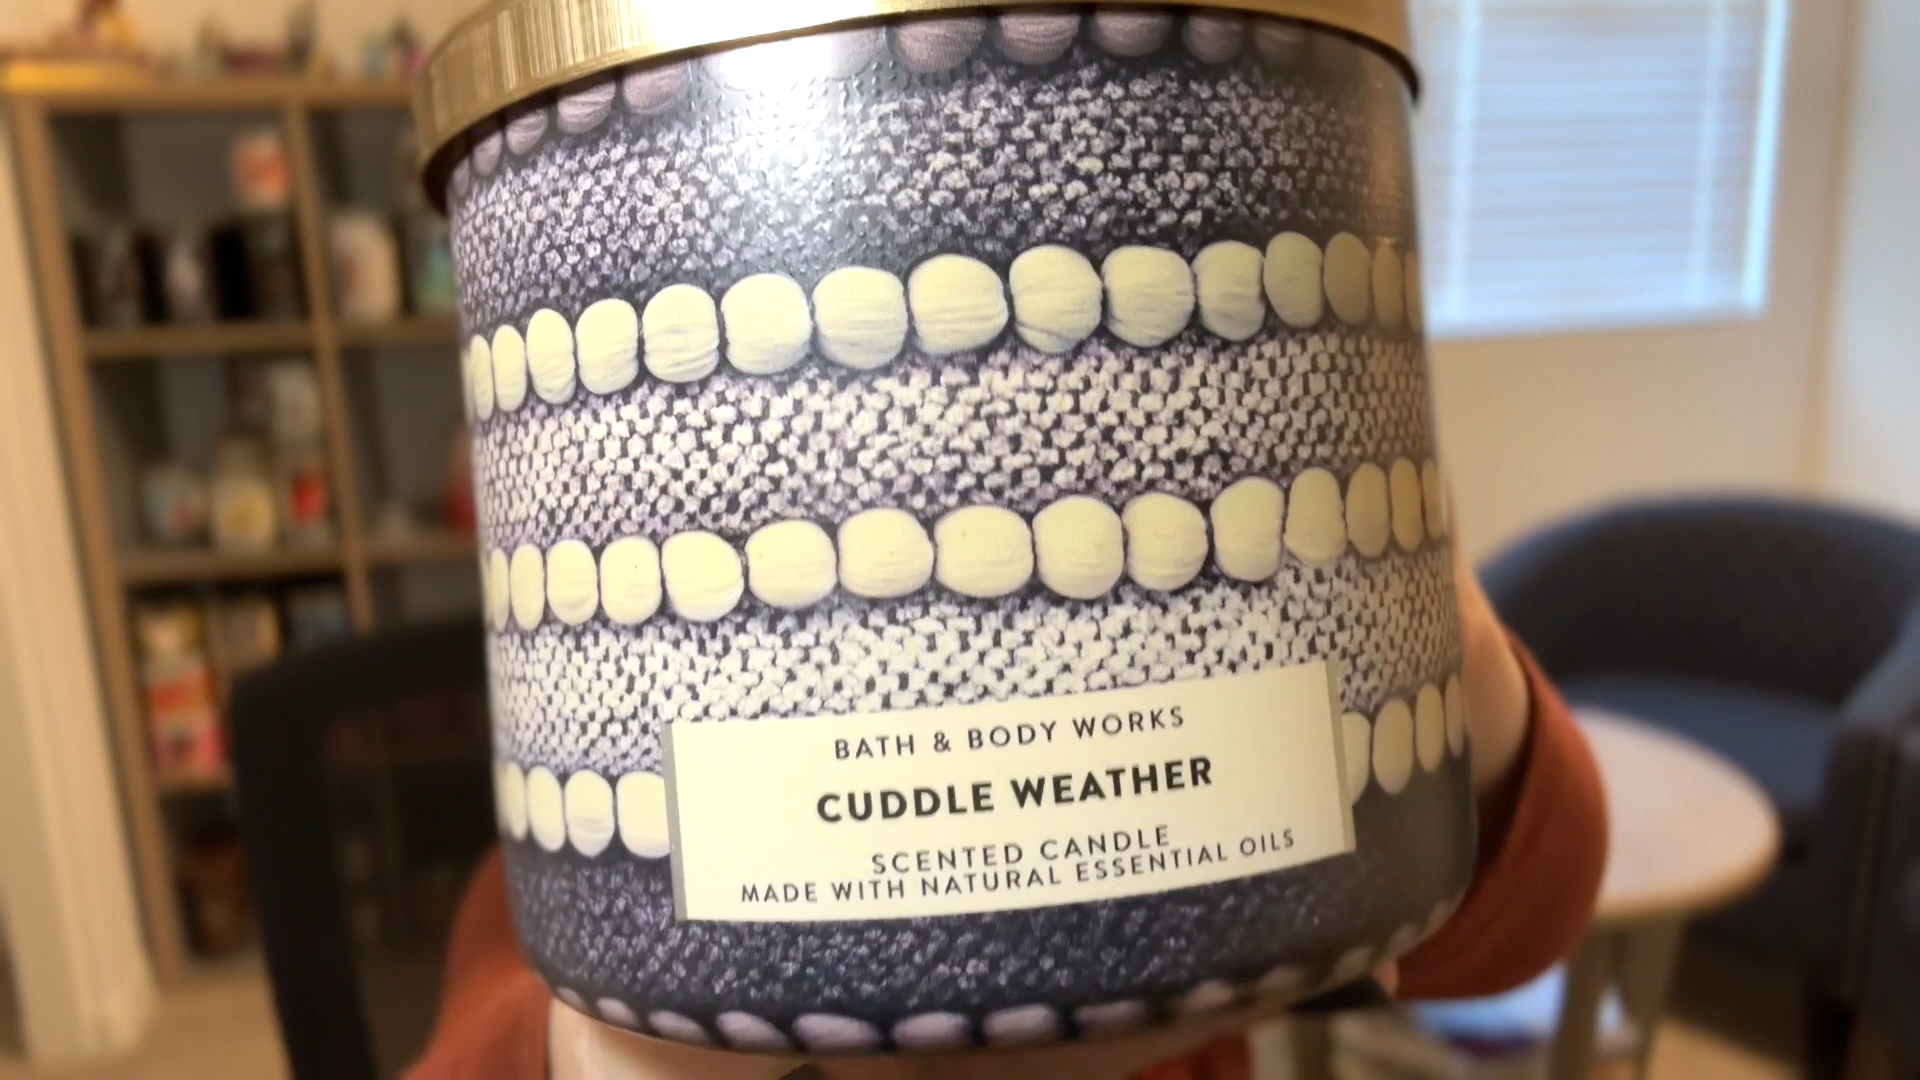 BATH & BODY WORKS
CUDDLE WEATHER
SCENTED CANDLE
MADE WITH NATURAL ESSENTIAL OILS